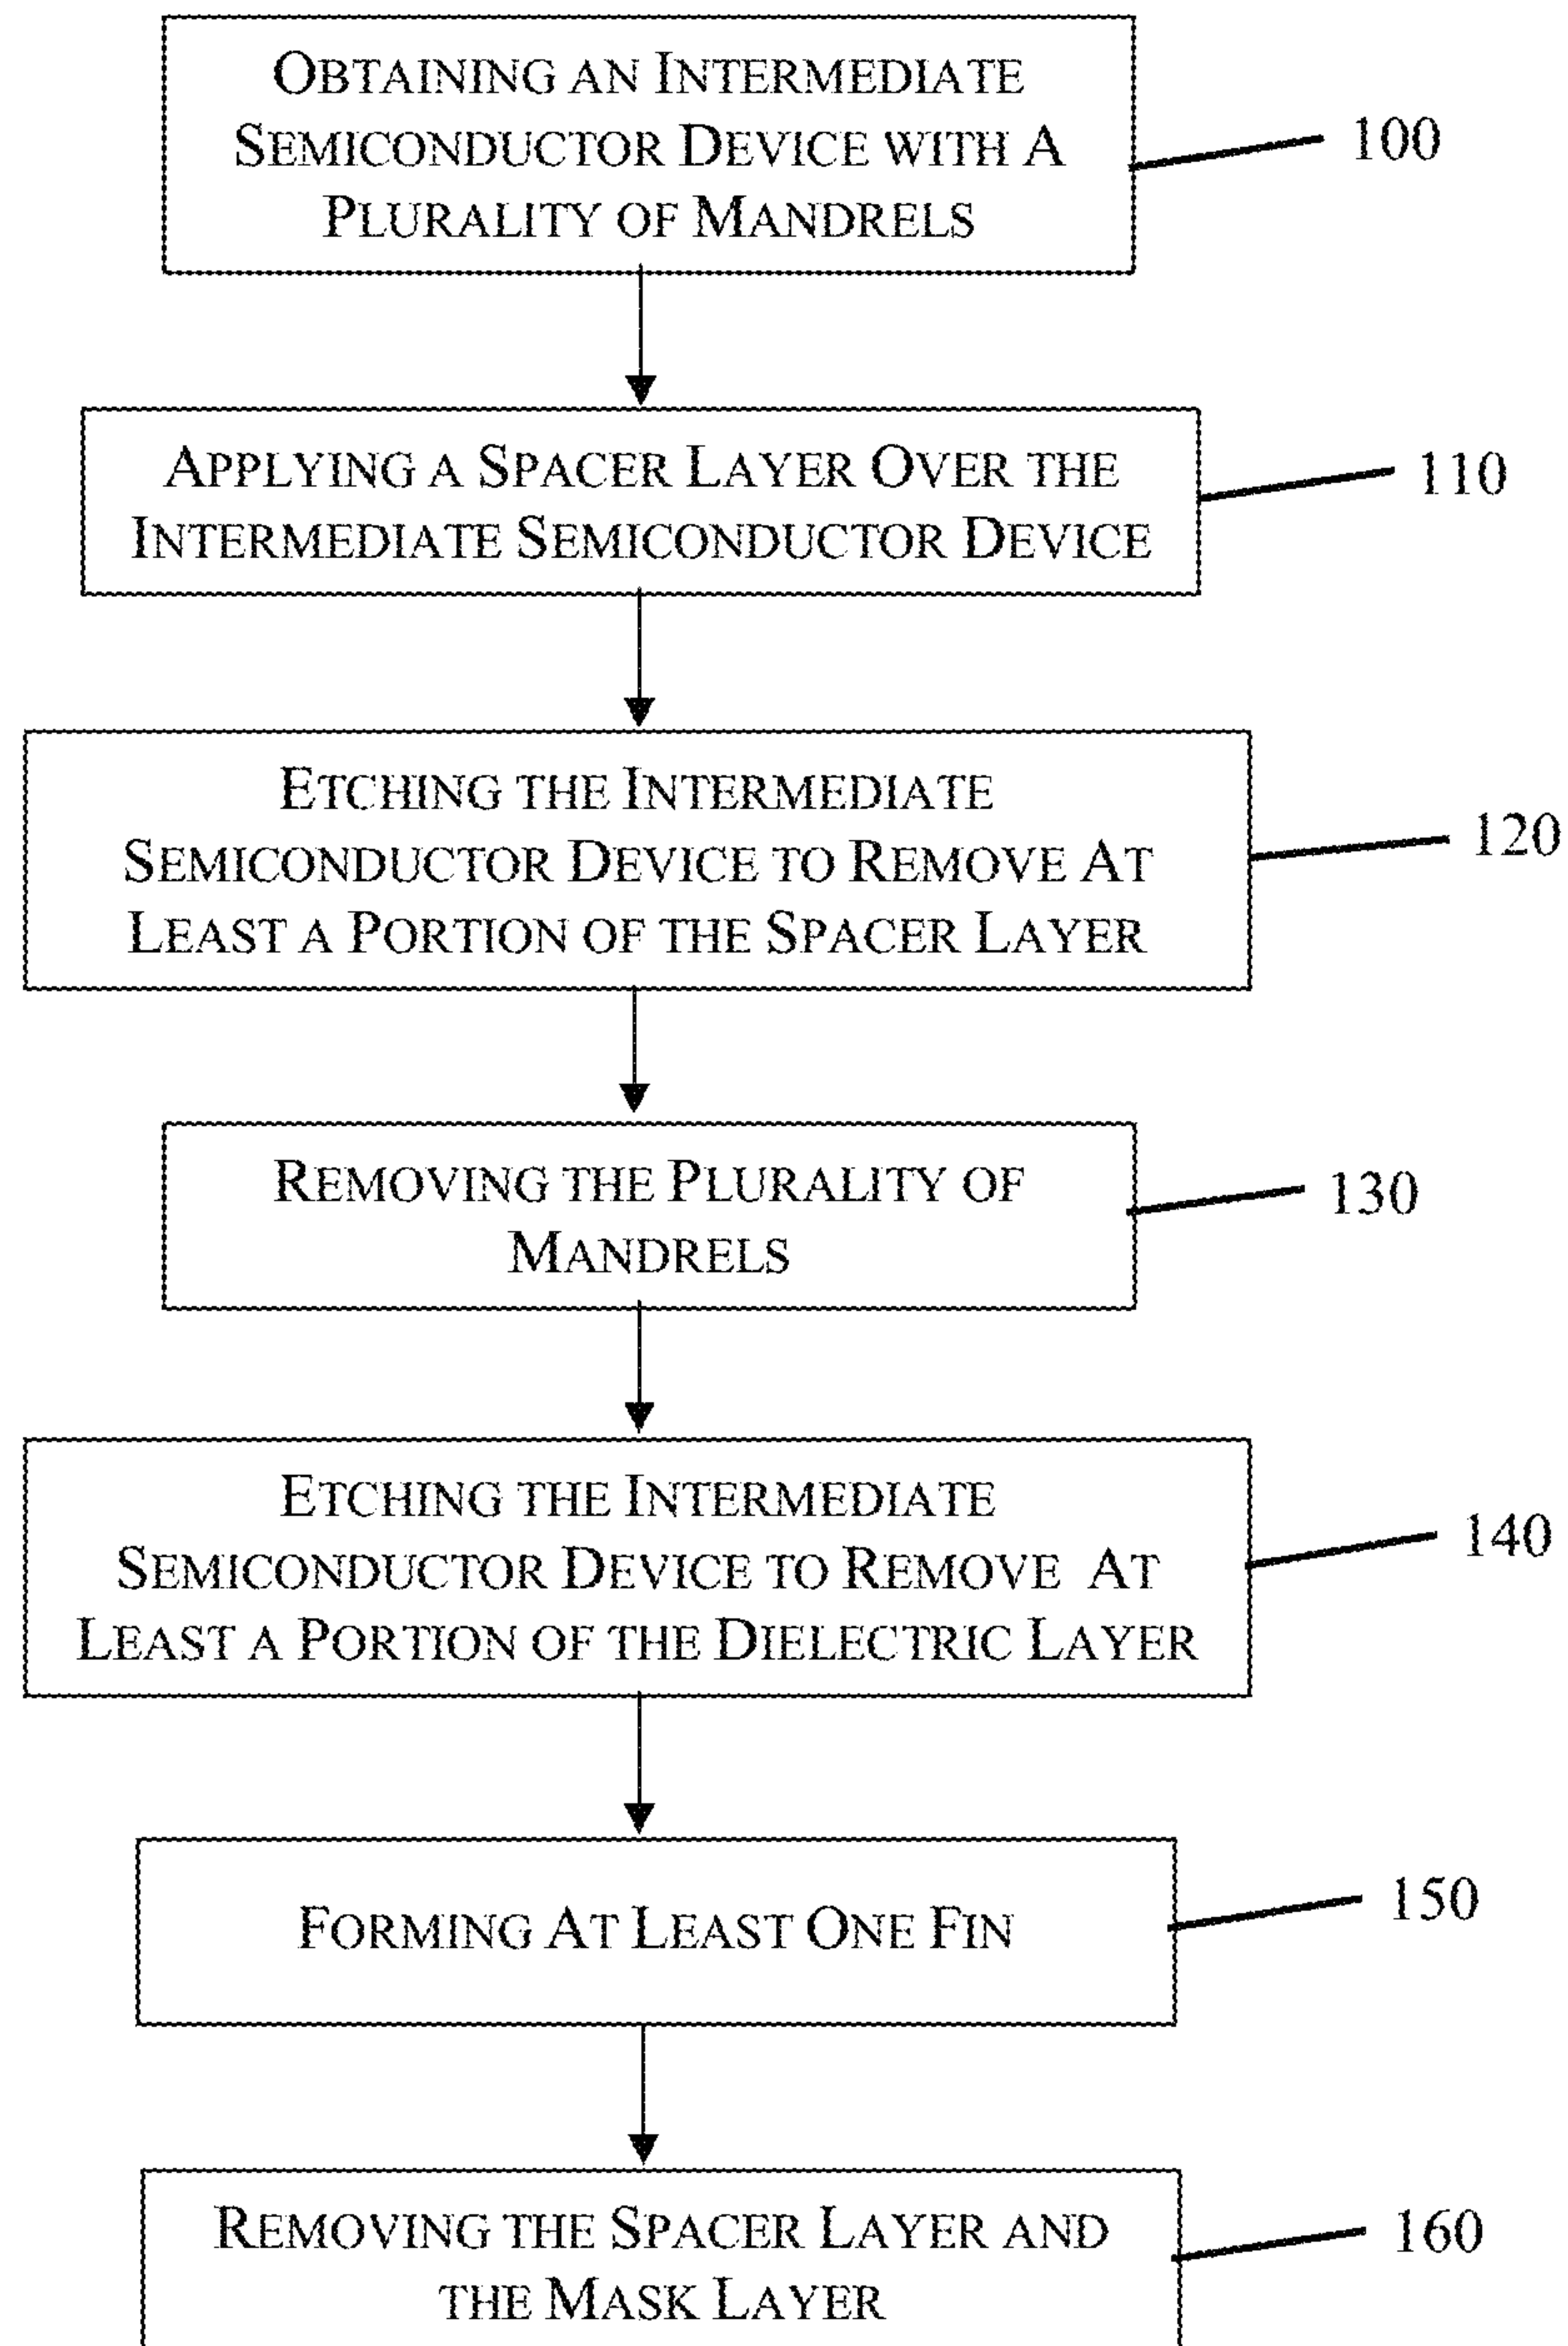 OBTAINING AN INTERMEDIATE
SEMICONDUCTOR DEVICE WITH A
PLURALITY OF MANDRELS
100
APPLYING A SPACER LAYER OVER THE
INTERMEDIATE SEMICONDUCTOR DEVICE
110
ETCHING THE INTERMEDIATE
SEMICONDUCTOR DEVICE TO REMOVE AT
LEAST A PORTION OF THE SPACER LAYER
120
REMOVING THE PLURALITY OF
MANDRELS
130
ETCHING THE INTERMEDIATE
SEMICONDUCTOR DEVICE TO REMOVE AT
LEAST A PORTION OF THE DIELECTRIC LAYER
140
FORMING AT LEAST ONE FIN
150
REMOVING THE SPACER LAYER AND
THE MASK LAYER
160